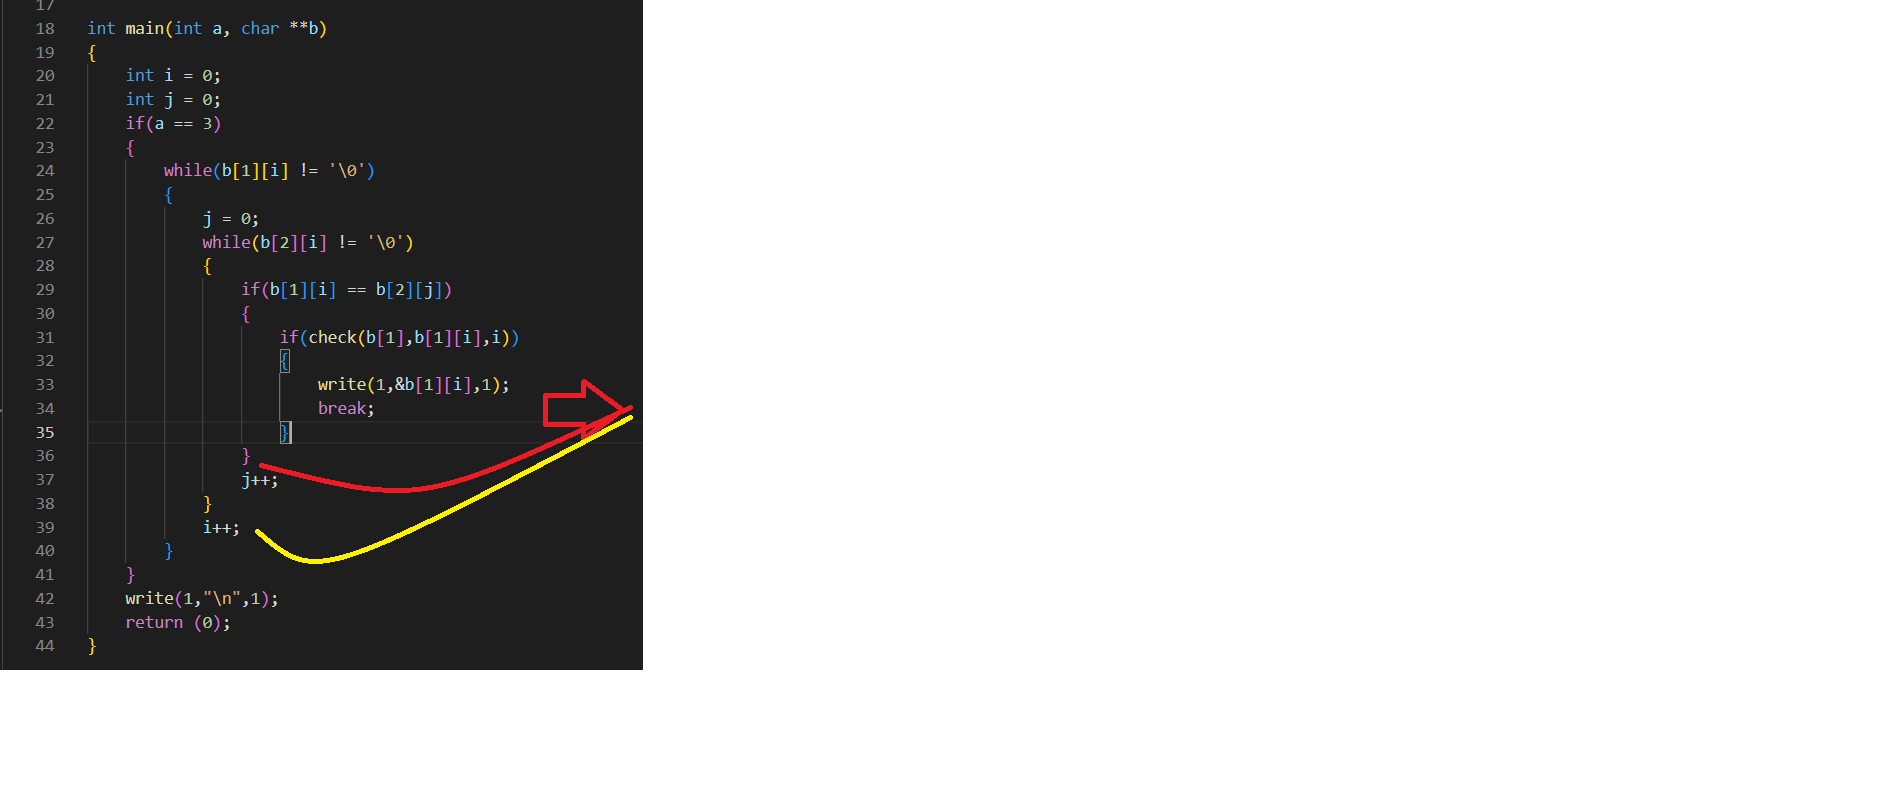 17
18 int main(int a, char **b)
19 {
20 int i = 0;
21 int j = 0;
22 if(a == 3)
23 {
24 while(b[1][i] != '\0')
25 {
26 j = 0;
27 while(b[2][i] != '\0')
28 {
29 if(b[1][i] == b[2][j])
30 {
31 if(check(b[1],b[1][i],i))
32 {
33 write(1,&b[1][i],1);
34 break;
35 }
36 }
37 j++;
38 }
39 i++;
40 }
41 }
42 write(1,"\n",1);
43 return (0);
44 }